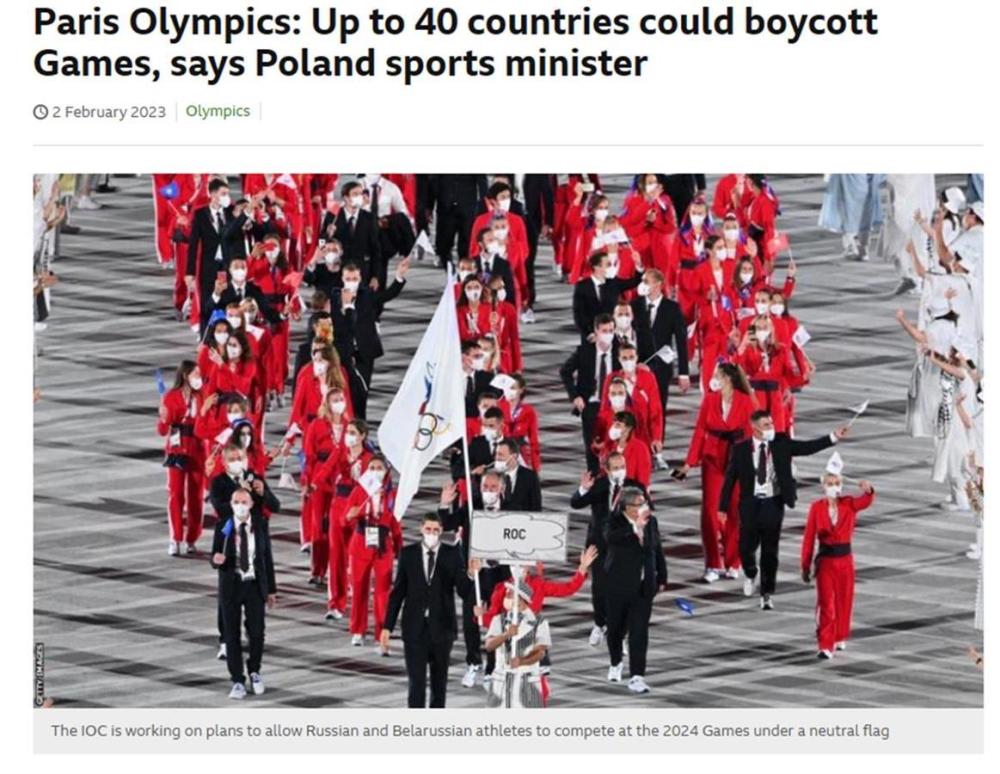 Paris Olympics: Up to 40 countries could boycott
Games, says Poland sports minister
2 February 2023
Olympics
ROC
GETTY IMAGES
The IOC is working on plans to allow Russian and Belarussian athletes to compete at the 2024 Games under a neutral flag